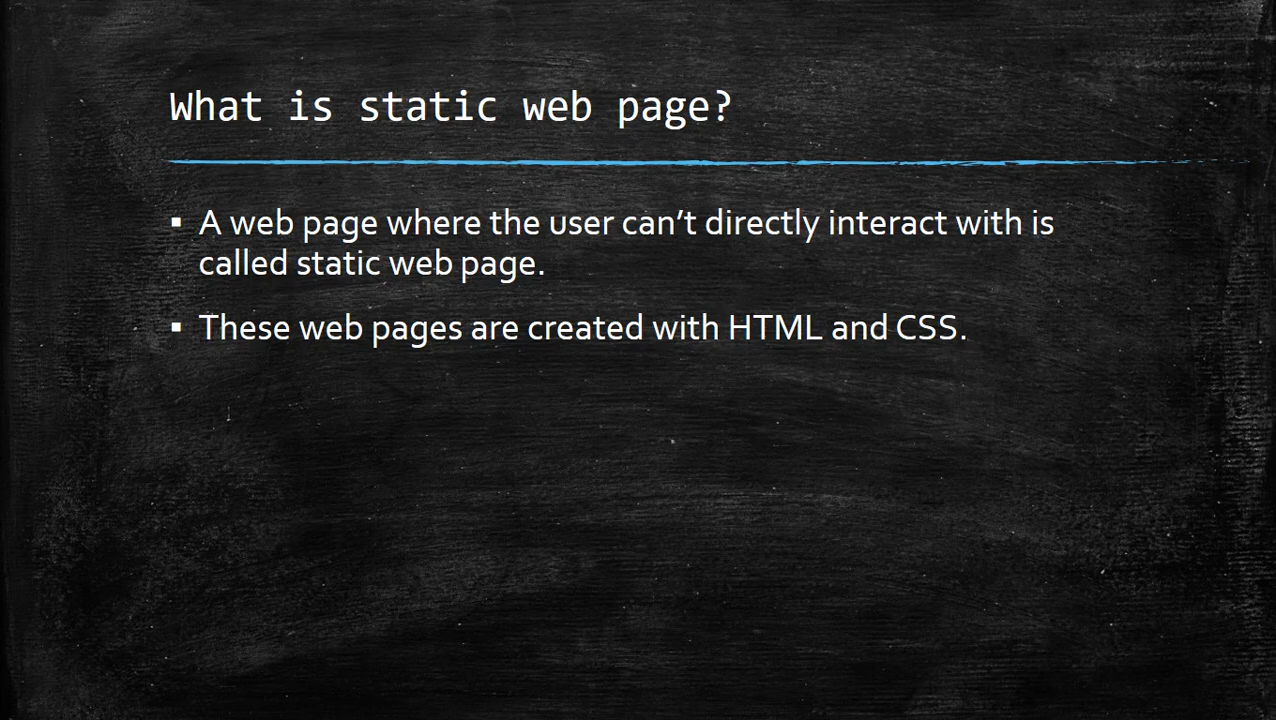 What is static web page?
▪ A web page where the user can’t directly interact with is
called static web page.
▪ These web pages are created with HTML and CSS.